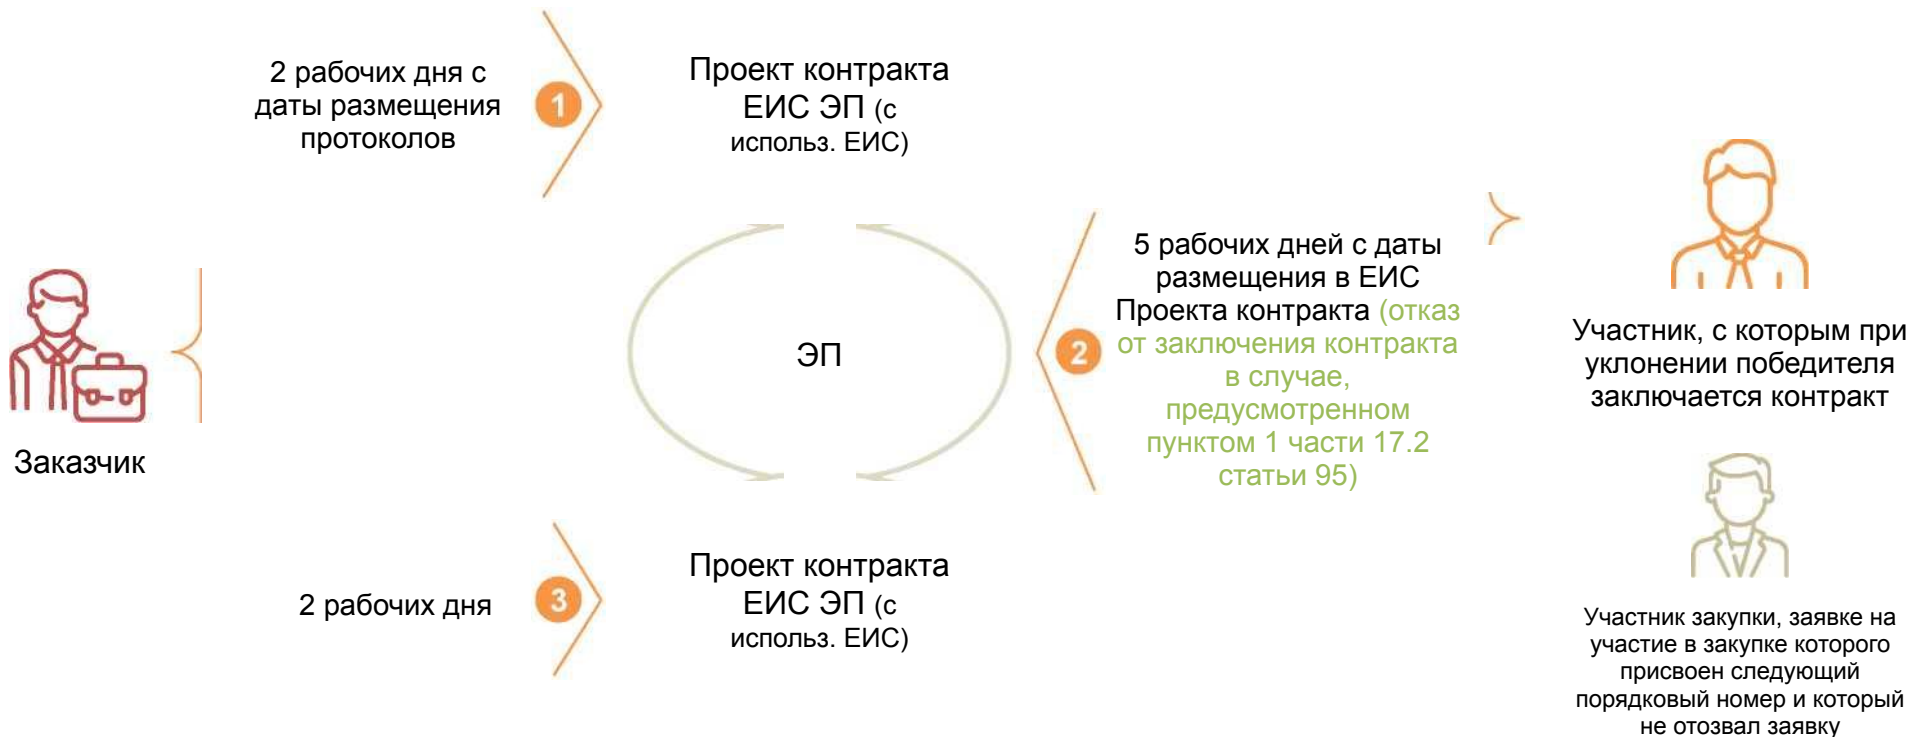 2 рабочих дня с
даты размещения
протоколов
1
Проект контракта
ЕИС ЭП (с
использ. ЕИС)
Заказчик
ЭП
2
5 рабочих дней с даты
размещения в ЕИС
Проекта контракта (отказ
от заключения контракта
в случае,
предусмотренном
пунктом 1 части 17.2
статьи 95)
Участник, с которым при
уклонении победителя
заключается контракт
2 рабочих дня
3
Проект контракта
ЕИС ЭП (с
использ. ЕИС)
Участник закупки, заявке на
участие в закупке которого
присвоен следующий
порядковый номер и который
не отозвал заявку